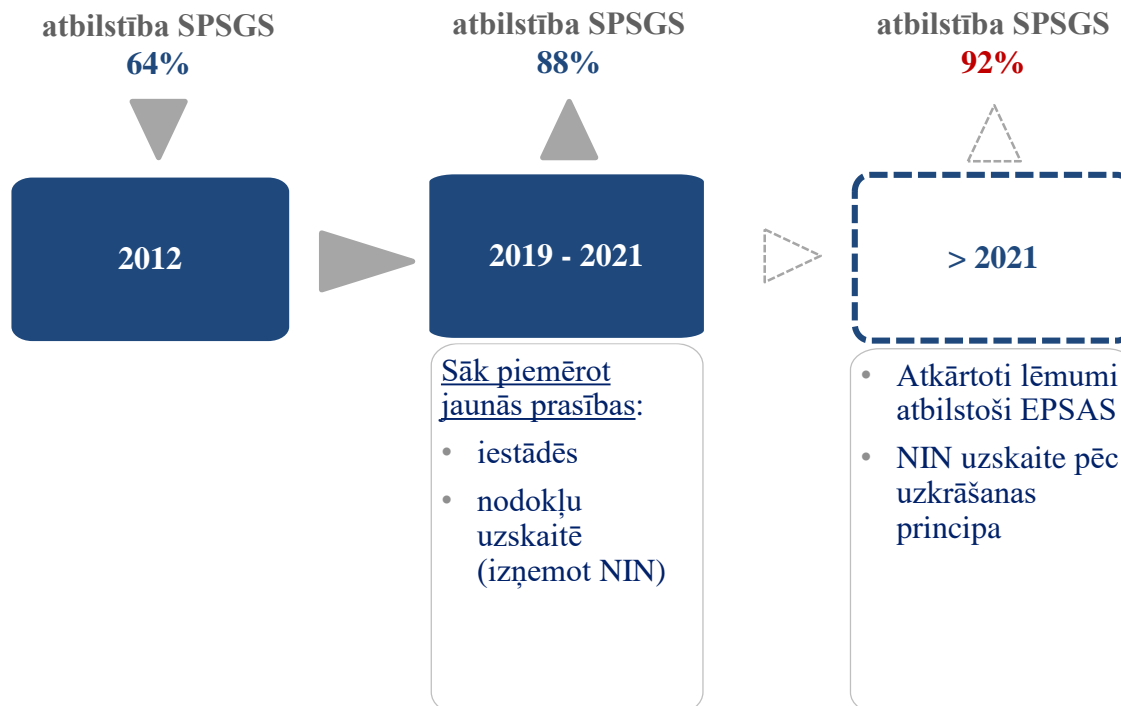 atbilstība SPSGS
64%
atbilstība SPSGS
88%
atbilstība SPSGS
92%
2012
2019 - 2021
> 2021
Sāk piemērot
jaunās prasības:
• iestādēs
• nodokļu
uzskaitē
(izņemot NIN)
• Atkārtoti lēmumi
atbilstoši EPSAS
• NIN uzskaite pēc
uzkrāšanas
principa